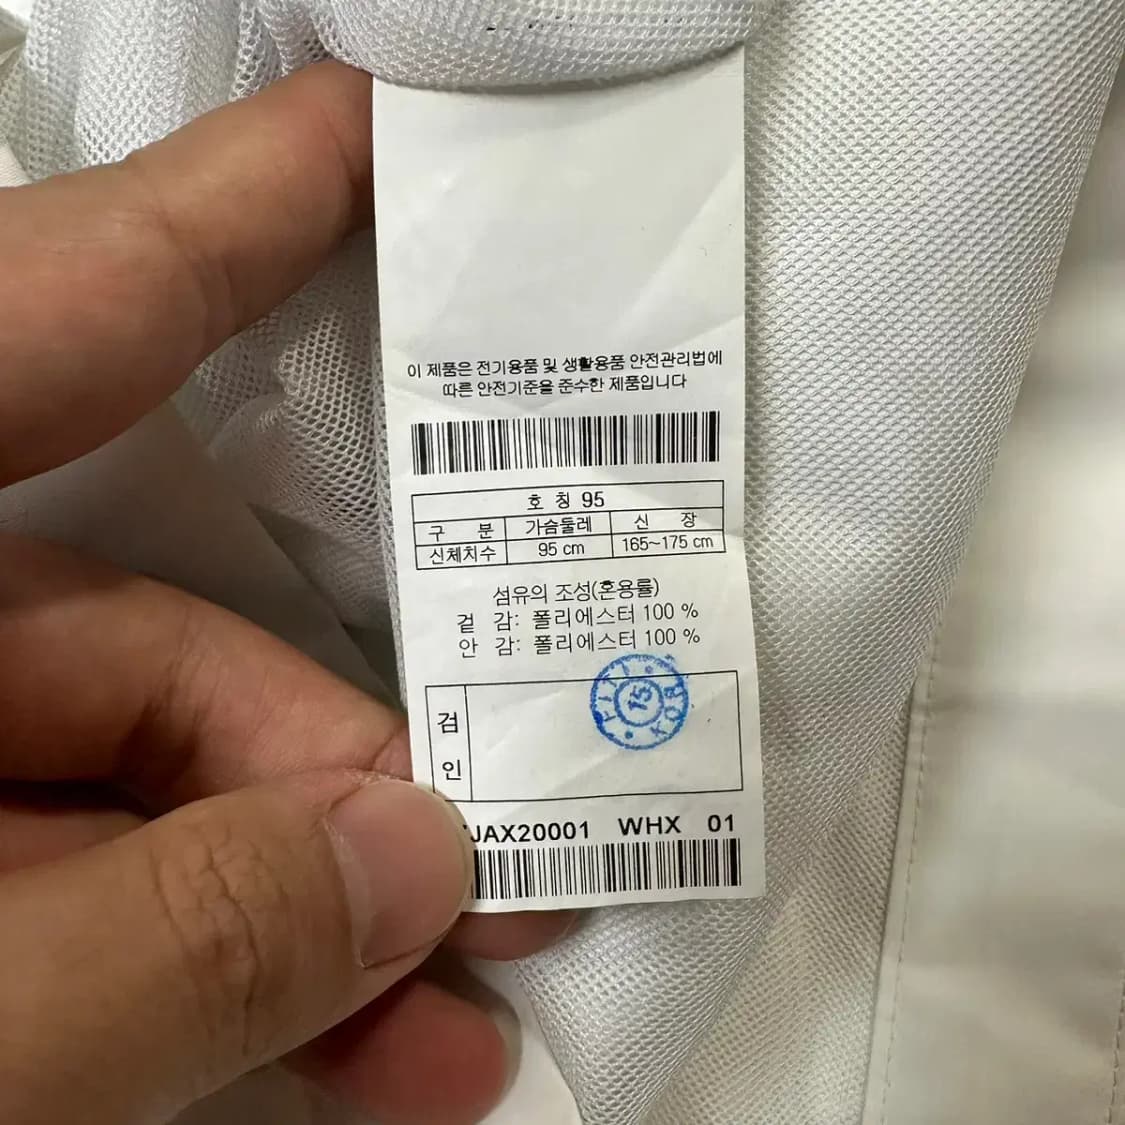 이 제품은 전기용품 및 생활용품 안전관리법에
따른 안전기준을 준수한 제품입니다
호 칭 95
구 분 가슴둘레 신 장
신체치수 95 cm 165~175 cm
섬유의 조성(혼용률)
겉 감: 폴리에스터 100 %
안 감: 폴리에스터 100 %
검
인
FITI
15
JAX20001 WHX 01